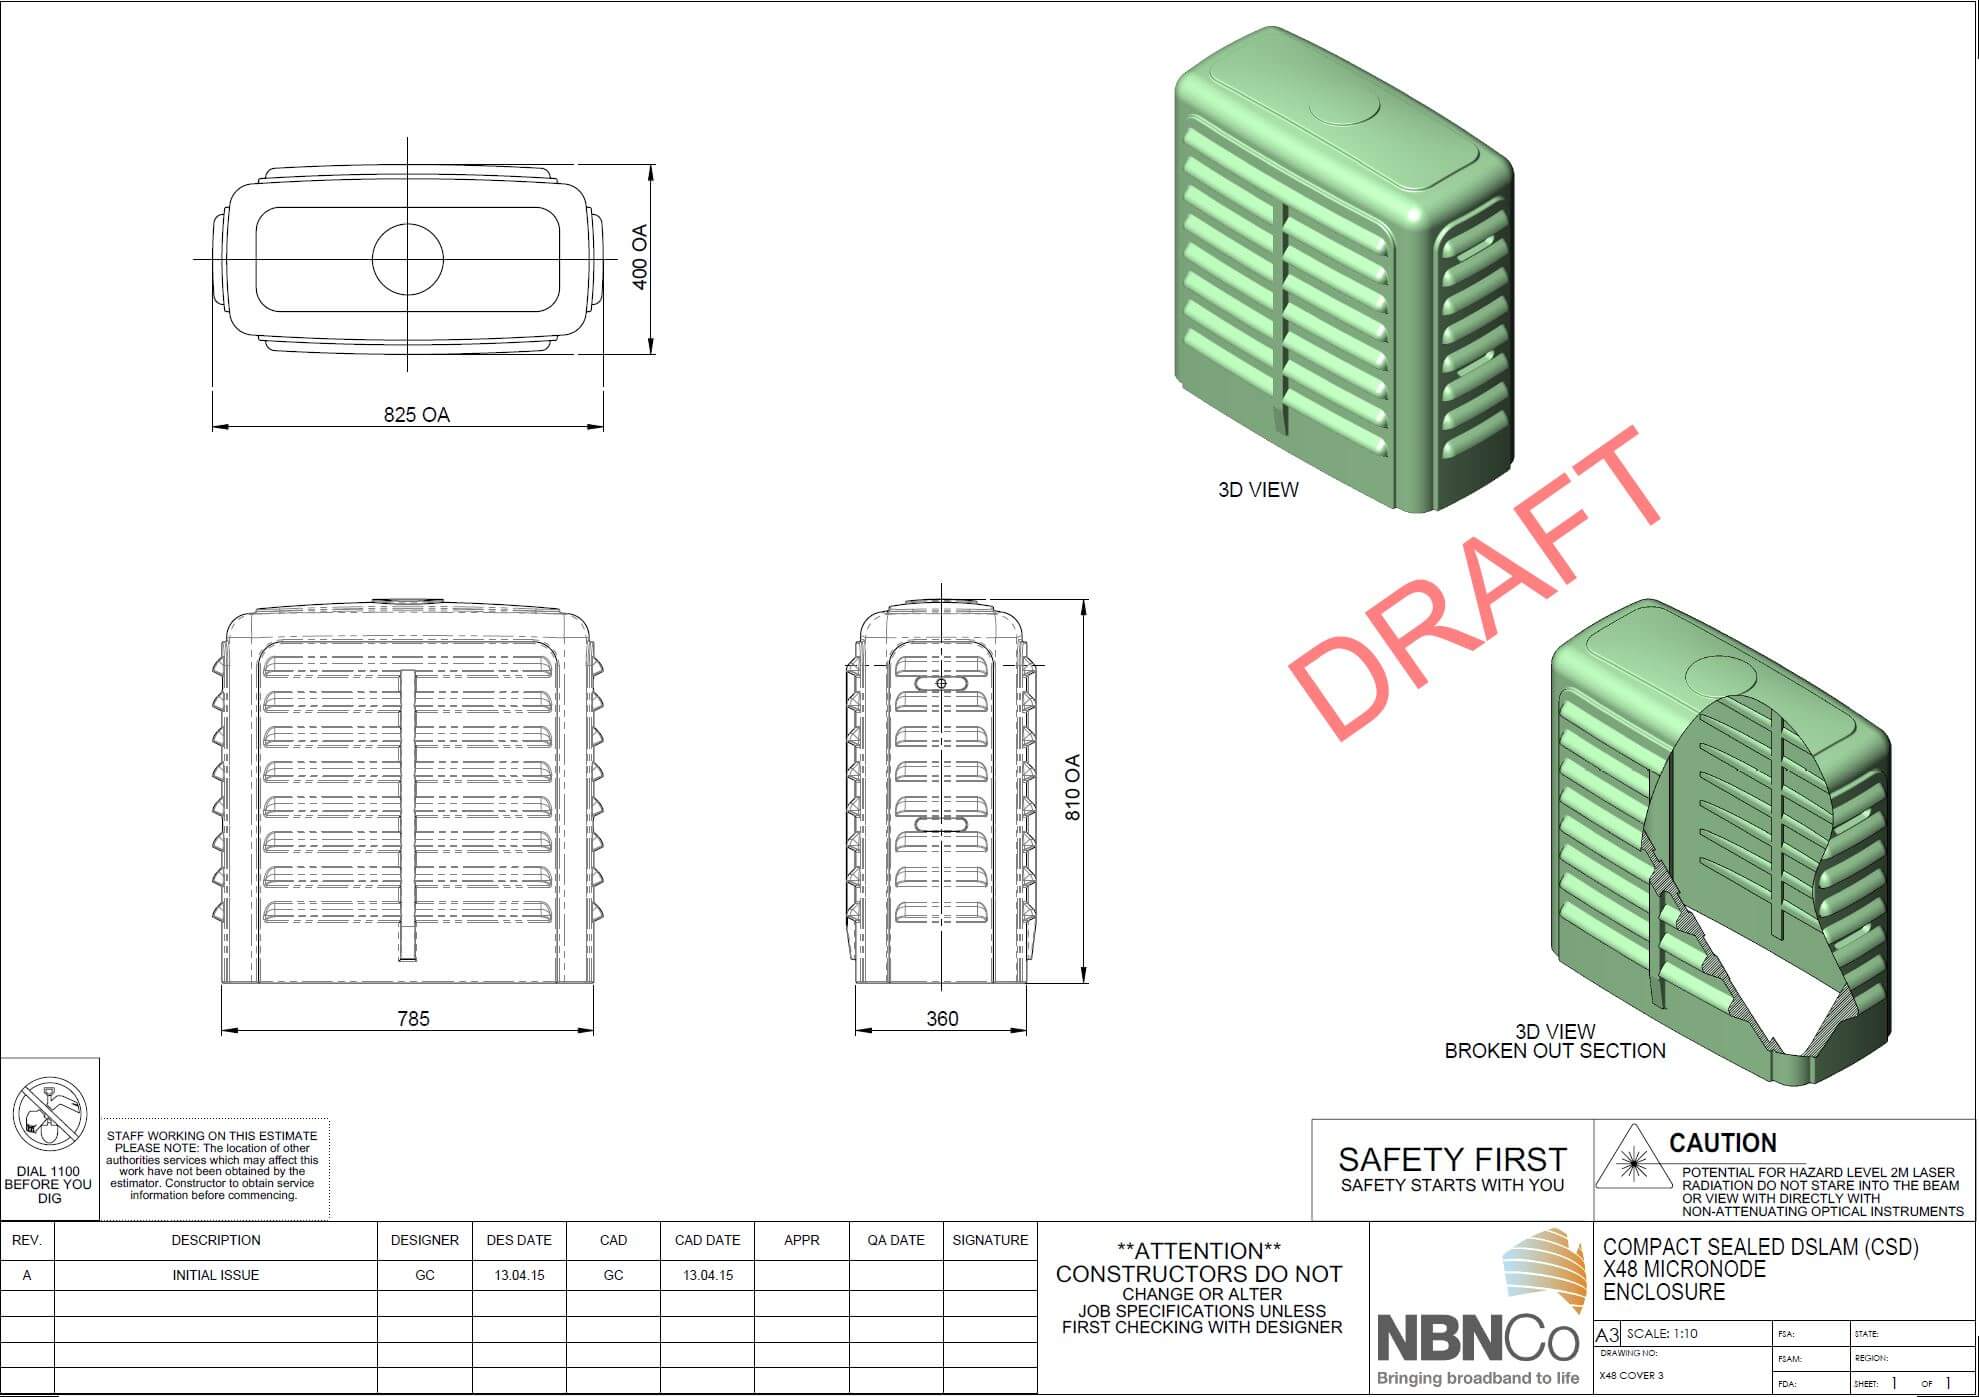 400 OA
825 OA
3D VIEW
DRAFT
810 OA
785
360
3D VIEW
BROKEN OUT SECTION
DIAL 1100
BEFORE YOU
DIG
STAFF WORKING ON THIS ESTIMATE
PLEASE NOTE: The location of other
authorities services which may affect this
work have not been obtained by the
estimator. Constructor to obtain service
information before commencing.
SAFETY FIRST
SAFETY STARTS WITH YOU
CAUTION
POTENTIAL FOR HAZARD LEVEL 2M LASER
RADIATION DO NOT STARE INTO THE BEAM
OR VIEW WITH DIRECTLY WITH
NON-ATTENUATING OPTICAL INSTRUMENTS
REV. DESCRIPTION DESIGNER DES DATE CAD CAD DATE APPR QA DATE SIGNATURE
A INITIAL ISSUE GC 13.04.15 GC 13.04.15
**ATTENTION**
CONSTRUCTORS DO NOT
CHANGE OR ALTER
JOB SPECIFICATIONS UNLESS
FIRST CHECKING WITH DESIGNER
NBNCo
Bringing broadband to life
COMPACT SEALED DSLAM (CSD)
X48 MICRONODE
ENCLOSURE
A3 SCALE: 1:10 FSA: STATE:
DRAWING NO: FSAM: REGION:
X48 COVER 3 FDA: SHEET: 1 OF 1